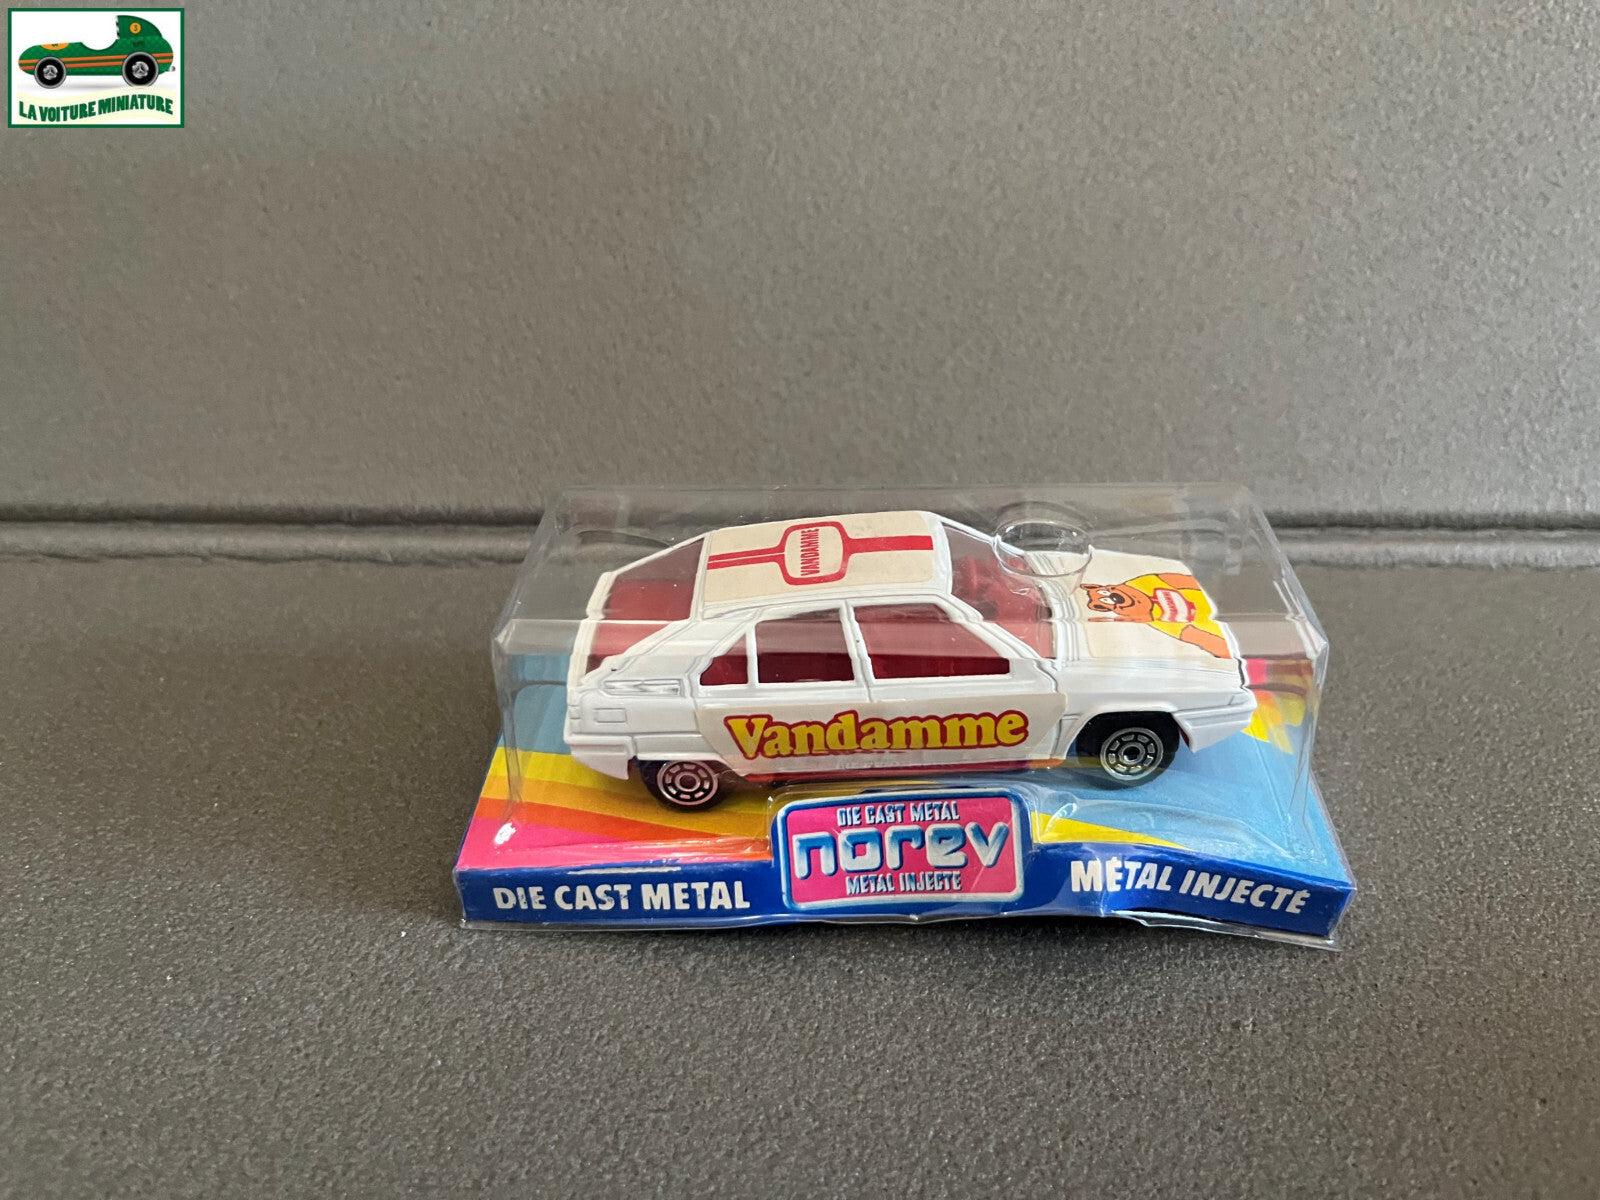 LA VOITURE MINIATURE
VANDAMME
Vandamme
DIE CAST METAL
norev
METAL INJECTE
DIE CAST METAL
MÉTAL INJECTÉ